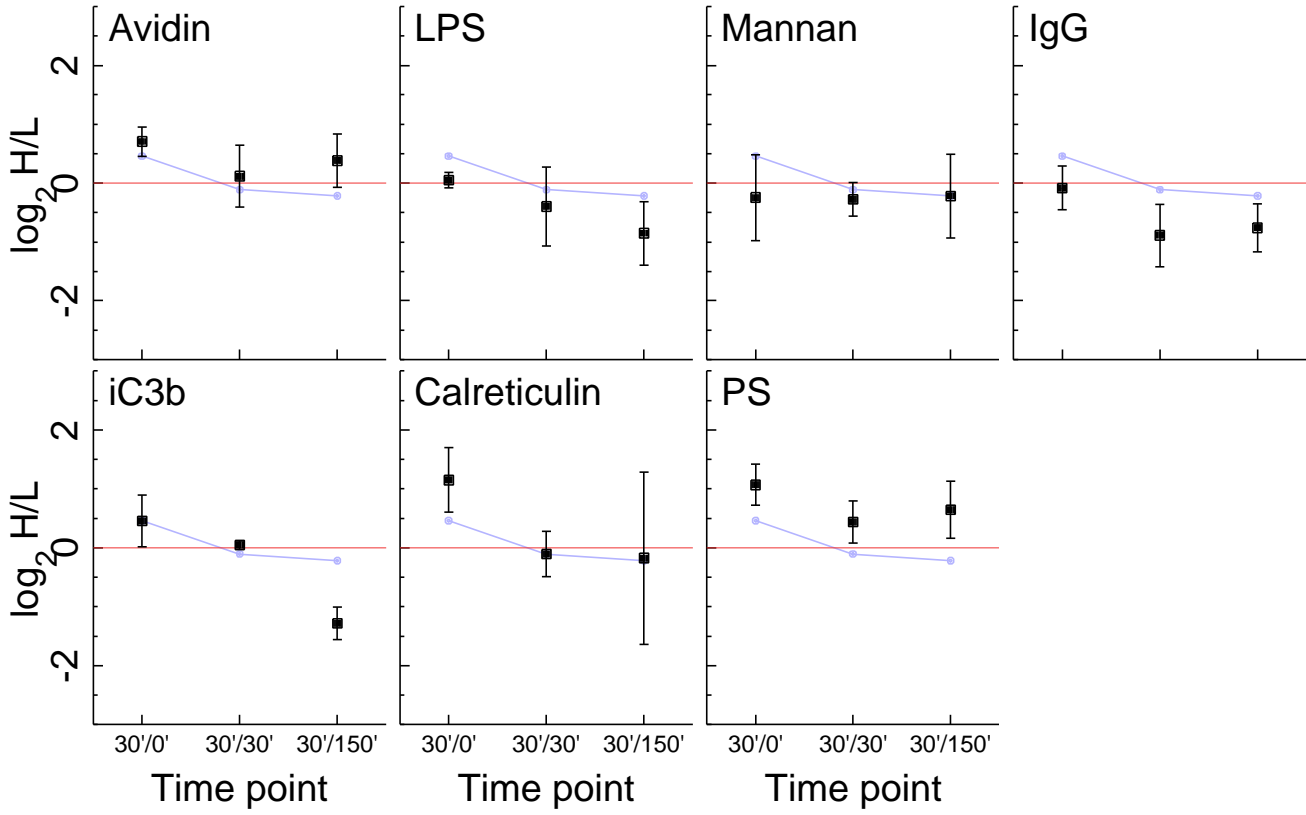 Avidin LPS Mannan IgG
2
0
-2
log₂ H/L
iC3b Calreticulin PS
2
0
-2
log₂ H/L
30'/0' 30'/30' 30'/150' 30'/0' 30'/30' 30'/150' 30'/0' 30'/30' 30'/150'
Time point Time point Time point